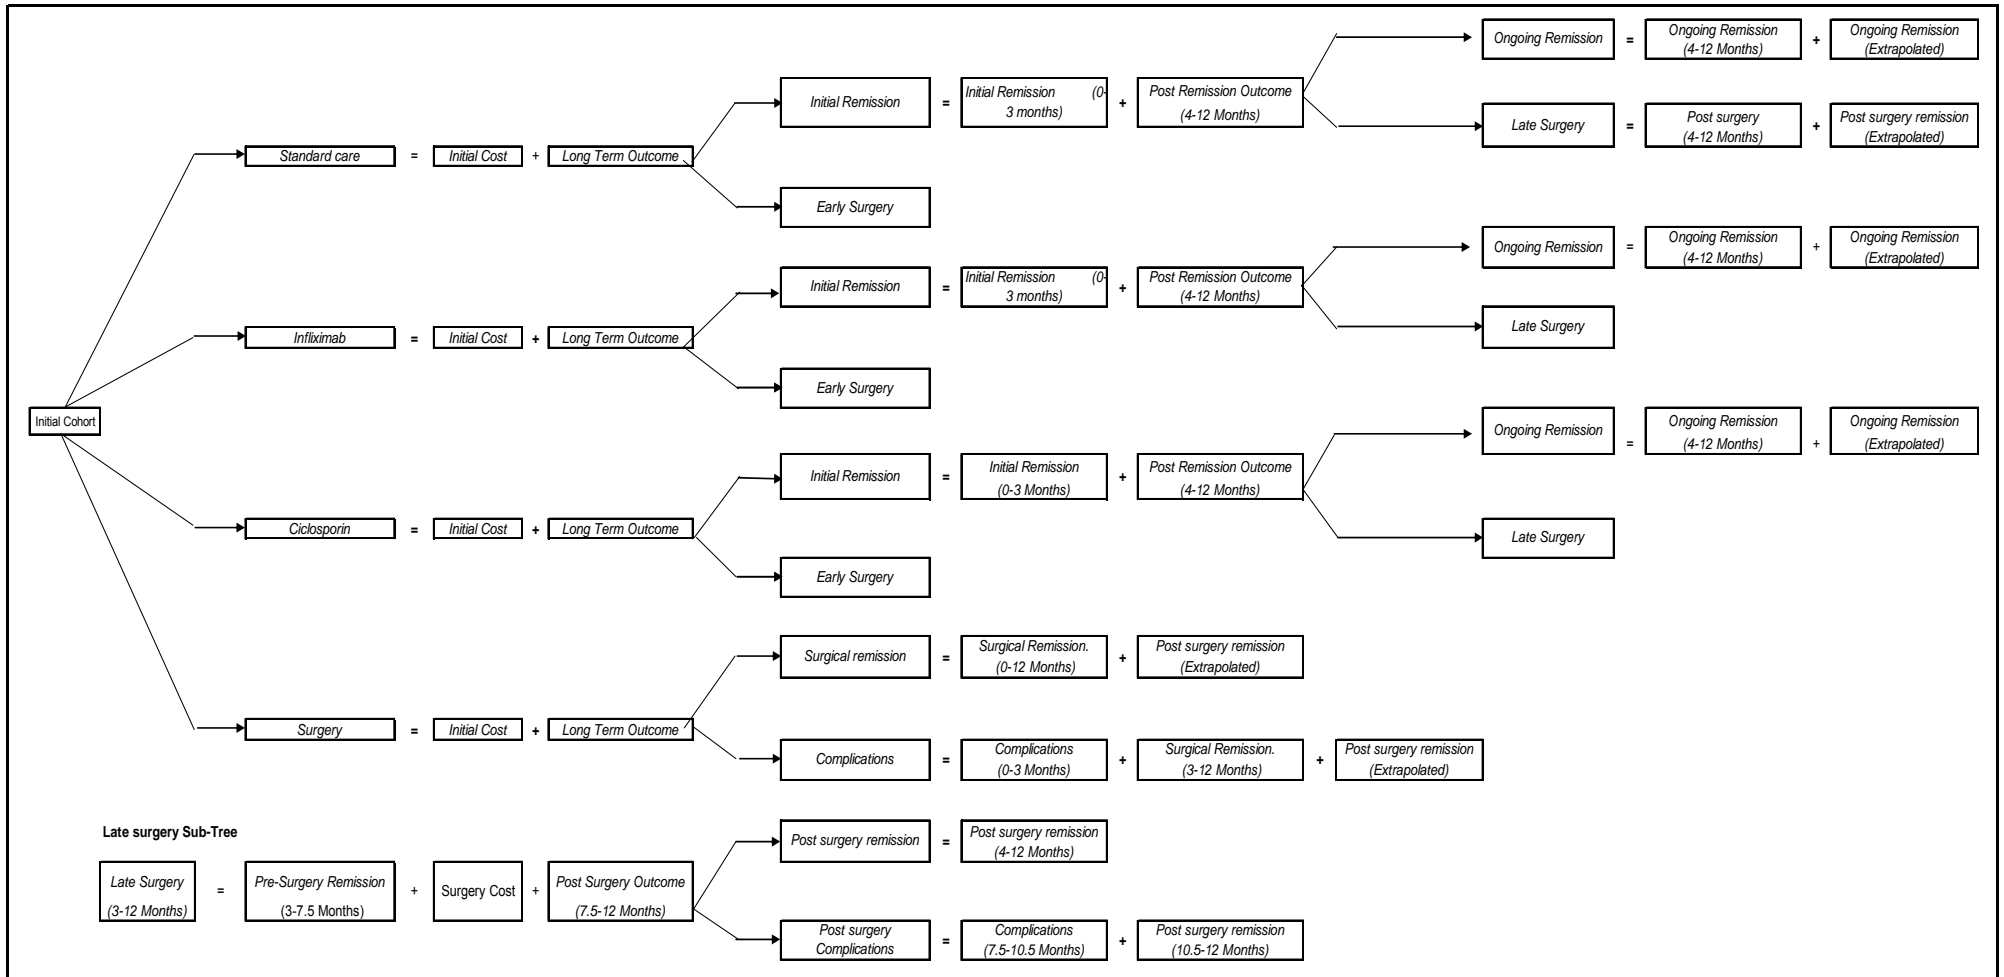 Ongoing Remission = Ongoing Remission + Ongoing Remission
(4-12 Months) (Extrapolated)
Initial Remission = Initial Remission (0- + Post Remission Outcome
3 months) (4-12 Months)
Late Surgery = Post surgery + Post surgery remission
(4-12 Months) (Extrapolated)
Standard care = Initial Cost + Long Term Outcome
Early Surgery
Ongoing Remission = Ongoing Remission + Ongoing Remission
(4-12 Months) (Extrapolated)
Initial Remission = Initial Remission (0- + Post Remission Outcome
3 months) (4-12 Months)
Late Surgery
Infliximab = Initial Cost + Long Term Outcome
Early Surgery
Initial Cohort
Ongoing Remission = Ongoing Remission + Ongoing Remission
(4-12 Months) (Extrapolated)
Initial Remission = Initial Remission + Post Remission Outcome
(0-3 Months) (4-12 Months)
Ciclosporin = Initial Cost + Long Term Outcome
Late Surgery
Early Surgery
Surgical remission = Surgical Remission. + Post surgery remission
(0-12 Months) (Extrapolated)
Surgery = Initial Cost + Long Term Outcome
Complications = Complications + Surgical Remission. + Post surgery remission
(0-3 Months) (3-12 Months) (Extrapolated)
Late surgery Sub-Tree
Post surgery remission = Post surgery remission
(4-12 Months)
Late Surgery = Pre-Surgery Remission + Surgery Cost + Post Surgery Outcome
(3-12 Months) (3-7.5 Months) (7.5-12 Months)
Post surgery = Complications + Post surgery remission
Complications (7.5-10.5 Months) (10.5-12 Months)